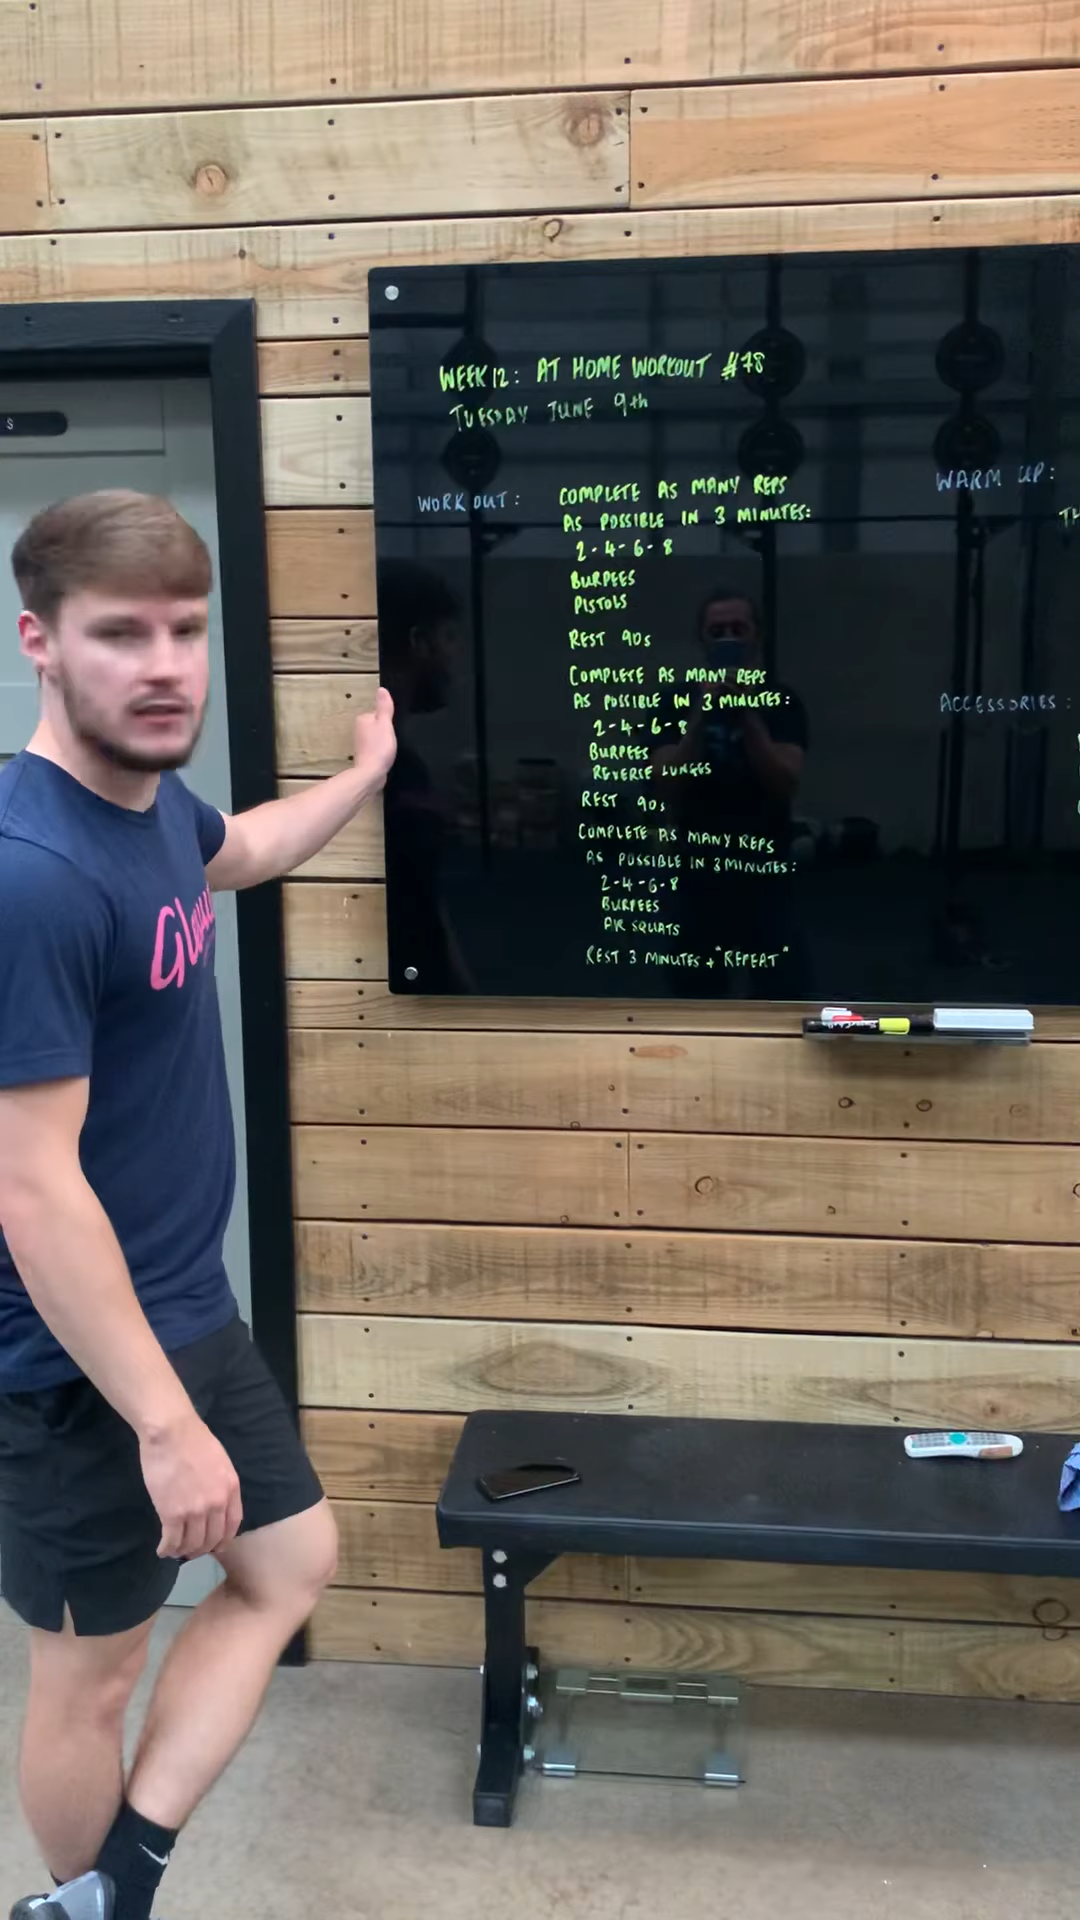 WEEK 12: AT HOME WORKOUT #78
TUESDAY JUNE 9th
WORKOUT:
COMPLETE AS MANY REPS
AS POSSIBLE IN 3 MINUTES:
2-4-6-8
BURPEES
PISTOLS
REST 90s
COMPLETE AS MANY REPS
AS POSSIBLE IN 3 MINUTES:
2-4-6-8
BURPEES
REVERSE LUNGES
REST 90s
COMPLETE AS MANY REPS
AS POSSIBLE IN 3 MINUTES:
2-4-6-8
BURPEES
AIR SQUATS
REST 3 MINUTES + "REPEAT"
WARM UP:
ACCESSORIES:
S